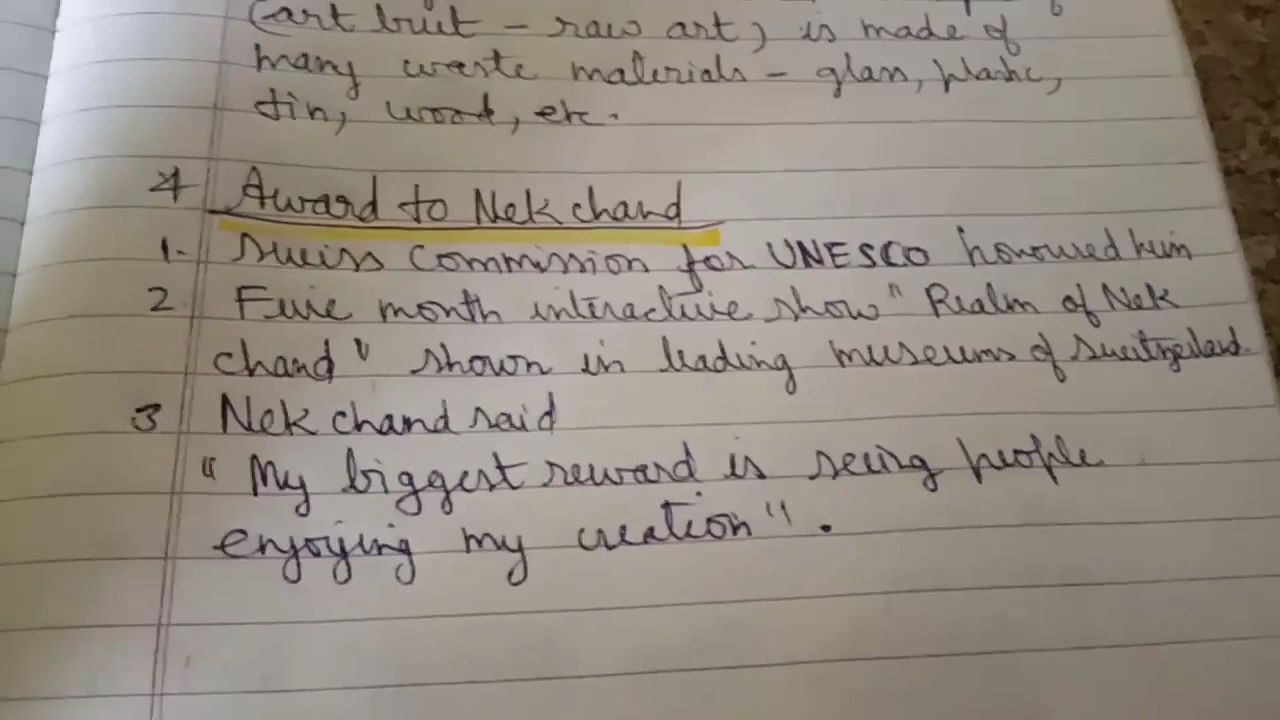 (art brut - raw art) is made of
many waste materials - glass, plastic,
tin, wood, etc.
* Award to Nek chand
1. Swiss Commission for UNESCO honoured him
2 Five month interactive show "Realm of Nek
chand" shown in leading museums of Switzerland.
3 Nek chand said
"My biggest reward is seeing people
enjoying my creation".